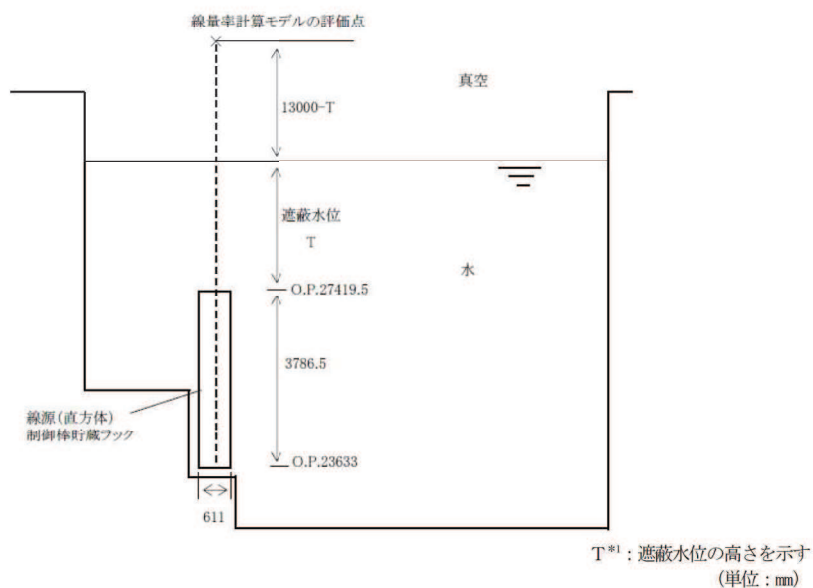 線量率計算モデルの評価点
真空
13000-T
遮蔽水位
T
水
O.P.27419.5
3786.5
線源(直方体)
制御棒貯蔵フック
O.P.23633
611
T*1：遮蔽水位の高さを示す
(単位：mm)